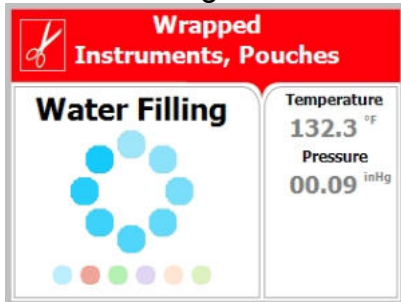 Wrapped
Instruments, Pouches
Water Filling
Temperature
132.3 °F
Pressure
00.09 inHg